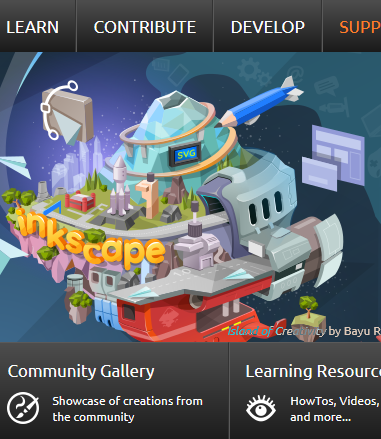 LEARN CONTRIBUTE DEVELOP SUPP
SVG
inkscape
Island of Creativity by Bayu R
Community Gallery
Showcase of creations from
the community
Learning Resourc
HowTos, Videos,
and more...